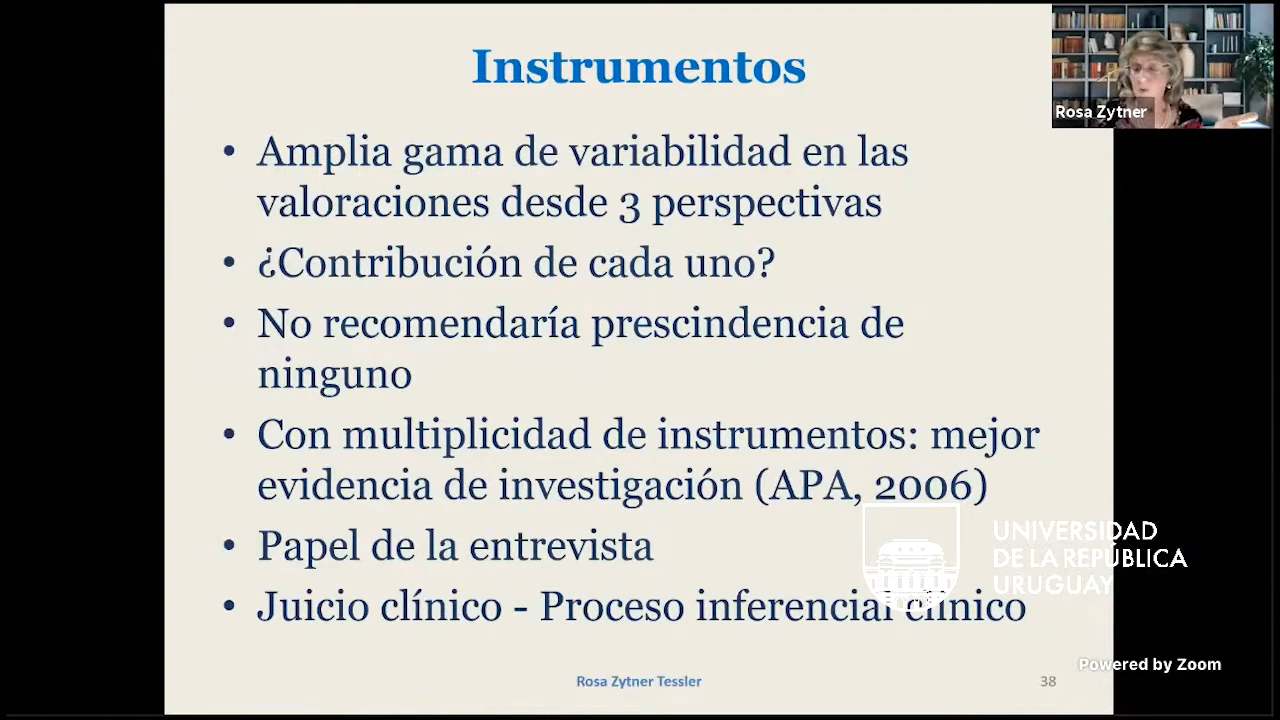 Instrumentos
• Amplia gama de variabilidad en las
valoraciones desde 3 perspectivas
• ¿Contribución de cada uno?
• No recomendaría prescindencia de
ninguno
• Con multiplicidad de instrumentos: mejor
evidencia de investigación (APA, 2006)
• Papel de la entrevista
• Juicio clínico - Proceso inferencial clínico
Rosa Zytner Tessler
38
Rosa Zytner
UNIVERSIDAD
DE LA REPÚBLICA
URUGUAY
Powered by Zoom